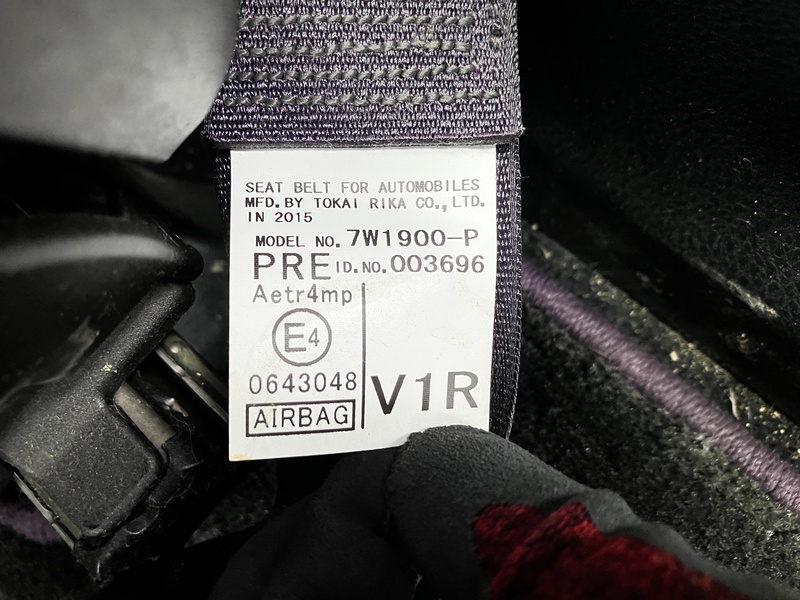 SEAT BELT FOR AUTOMOBILES
MFD. BY TOKAI RIKA CO., LTD.
IN 2015
MODEL NO. 7W1900-P
PRE ID.NO. 003696
Aetr4mp
E4
0643048
AIRBAG
V1R